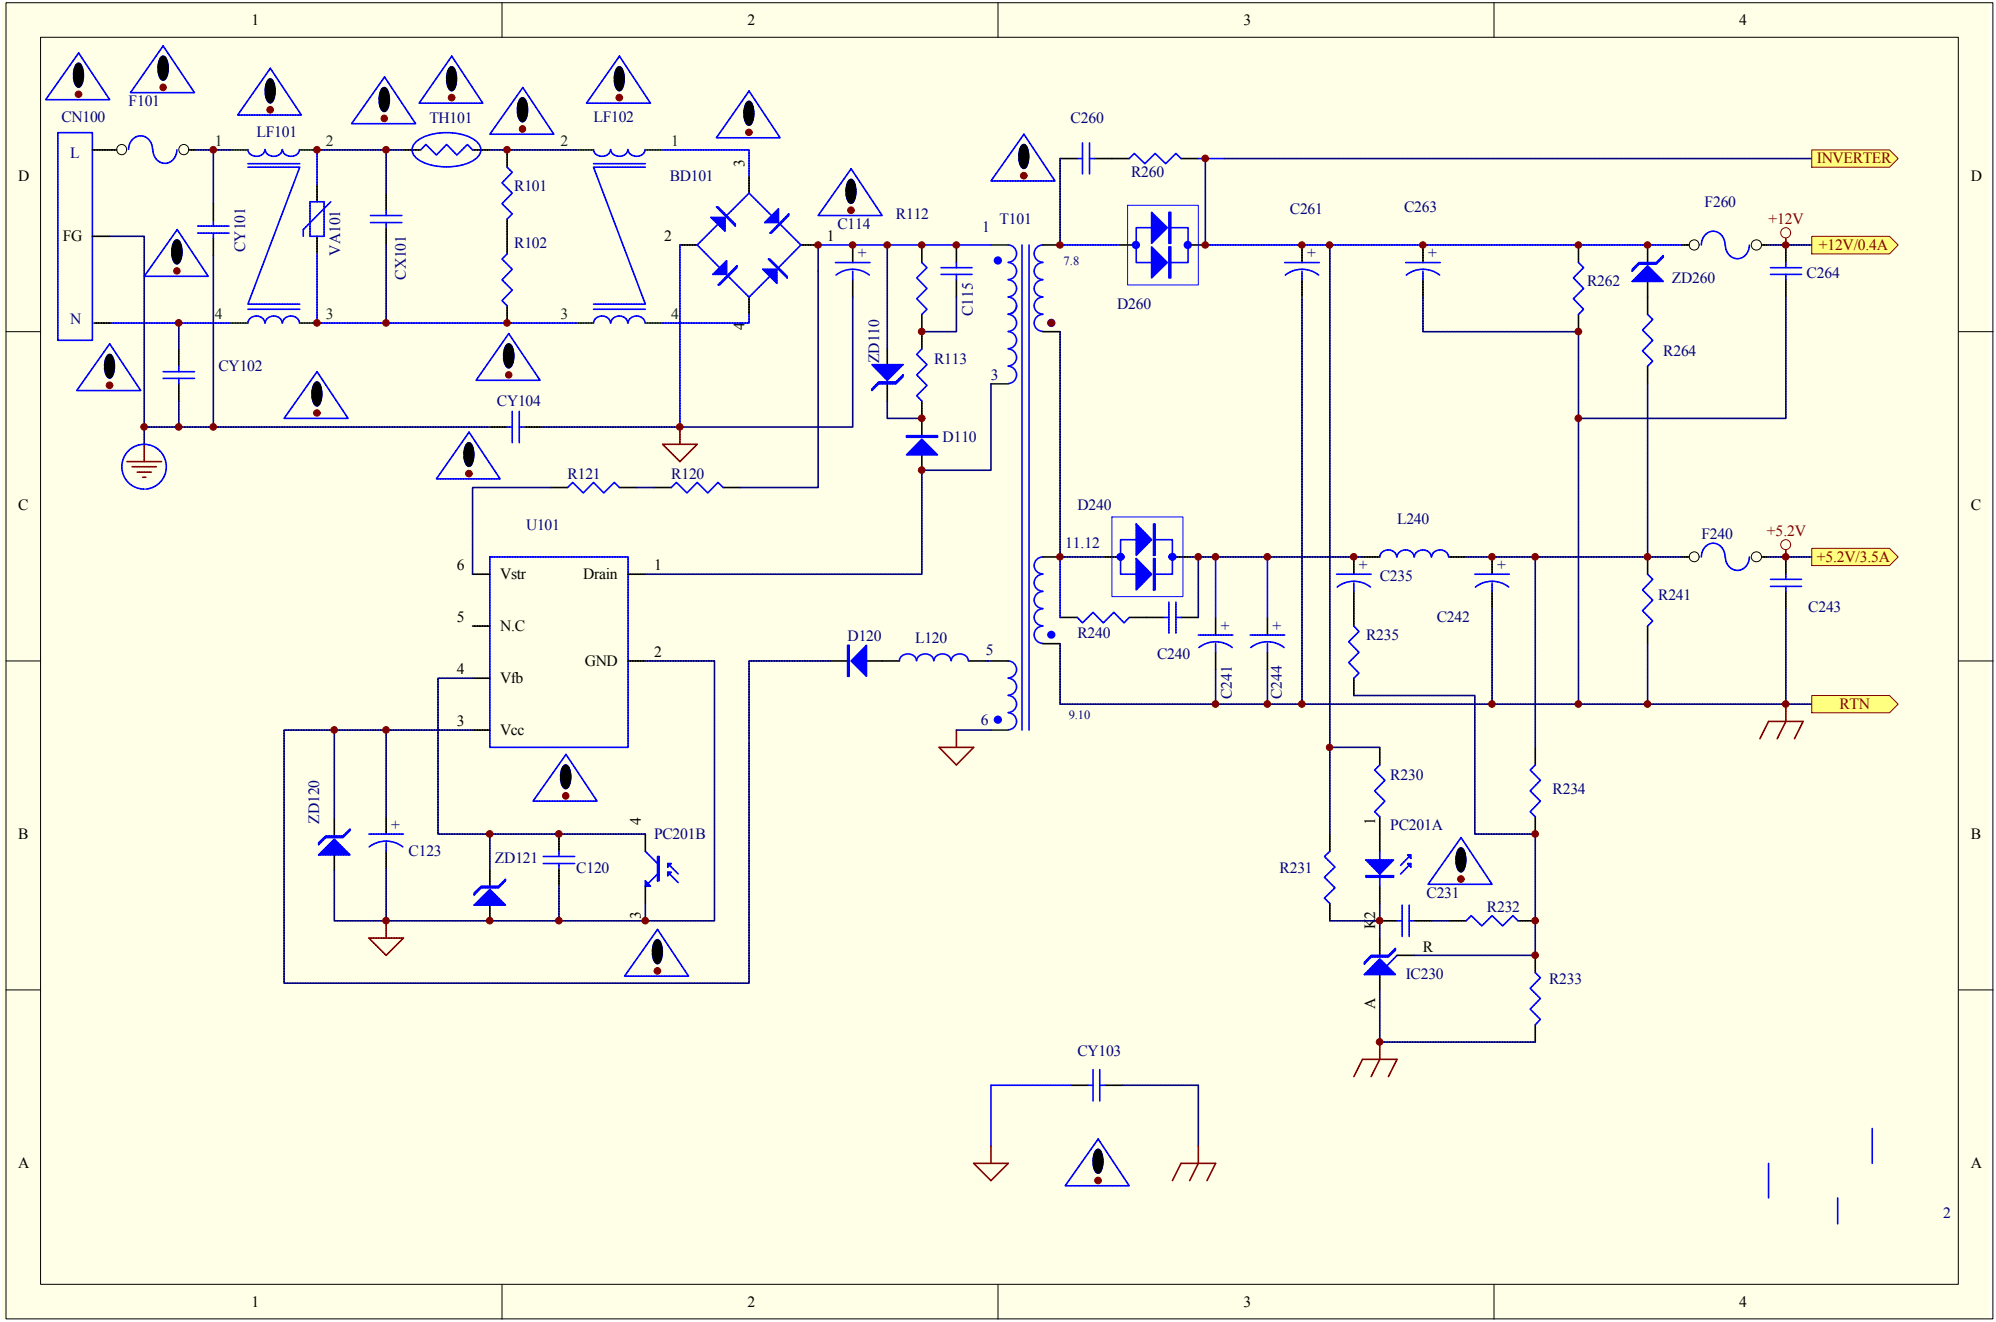 1 2 3 4
F101
CN100 TH101 LF102 C260
LF101
L 1 2 2 1 INVERTER
3
D BD101 R260 D
R101
C114 R112 T101 C261 C263 F260
+12V
CY101 VA101 CX101
FG R102 2 1 1 +12V/0.4A
7.8 C264
C115 R262 ZD260
D260
N 4 3 3 4
4
ZD110 R113 R264
CY102 3
CY104
D110
R121 R120
C D240 L240 C
U101 +5.2V
F240
11.12 +5.2V/3.5A
6 Vstr Drain 1 C235
R241 C243
5 N.C R240 R235 C242
D120 L120
GND 2 5 C240
4 Vfb C241 C244
RTN
3 Vcc 6 9.10
R230
ZD120 R234
4 1
B PC201B PC201A B
C123 ZD121 C120 R231
C231
3 K2 R232
R
IC230 R233
A
CY103
A A
2
1 2 3 4